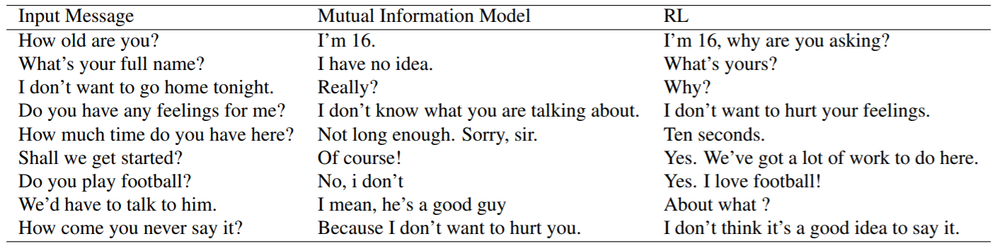 Input Message Mutual Information Model RL
How old are you? I'm 16. I'm 16, why are you asking?
What's your full name? I have no idea. What's yours?
I don't want to go home tonight. Really? Why?
Do you have any feelings for me? I don't know what you are talking about. I don't want to hurt your feelings.
How much time do you have here? Not long enough. Sorry, sir. Ten seconds.
Shall we get started? Of course! Yes. We've got a lot of work to do here.
Do you play football? No, i don't Yes. I love football!
We'd have to talk to him. I mean, he's a good guy About what ?
How come you never say it? Because I don't want to hurt you. I don't think it's a good idea to say it.